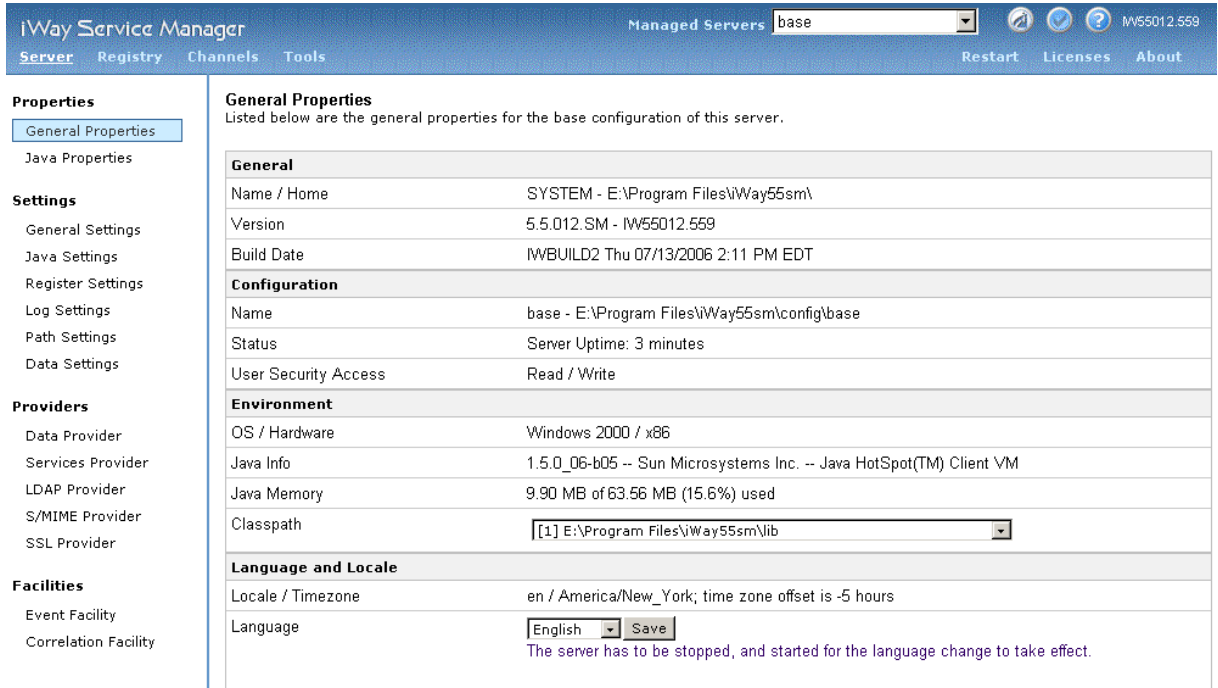 iWay Service Manager
Managed Servers base
IW55012.559
Server Registry Channels Tools
Restart Licenses About
Properties
General Properties
Java Properties
Settings
General Settings
Java Settings
Register Settings
Log Settings
Path Settings
Data Settings
Providers
Data Provider
Services Provider
LDAP Provider
S/MIME Provider
SSL Provider
Facilities
Event Facility
Correlation Facility
General Properties
Listed below are the general properties for the base configuration of this server.
General
Name / Home SYSTEM - E:\Program Files\iWay55sm\
Version 5.5.012.SM - IW55012.559
Build Date IWBUILD2 Thu 07/13/2006 2:11 PM EDT
Configuration
Name base - E:\Program Files\iWay55sm\config\base
Status Server Uptime: 3 minutes
User Security Access Read / Write
Environment
OS / Hardware Windows 2000 / x86
Java Info 1.5.0_06-b05 -- Sun Microsystems Inc. -- Java HotSpot(TM) Client VM
Java Memory 9.90 MB of 63.56 MB (15.6%) used
Classpath [1] E:\Program Files\iWay55sm\lib
Language and Locale
Locale / Timezone en / America/New_York; time zone offset is -5 hours
Language English Save
The server has to be stopped, and started for the language change to take effect.